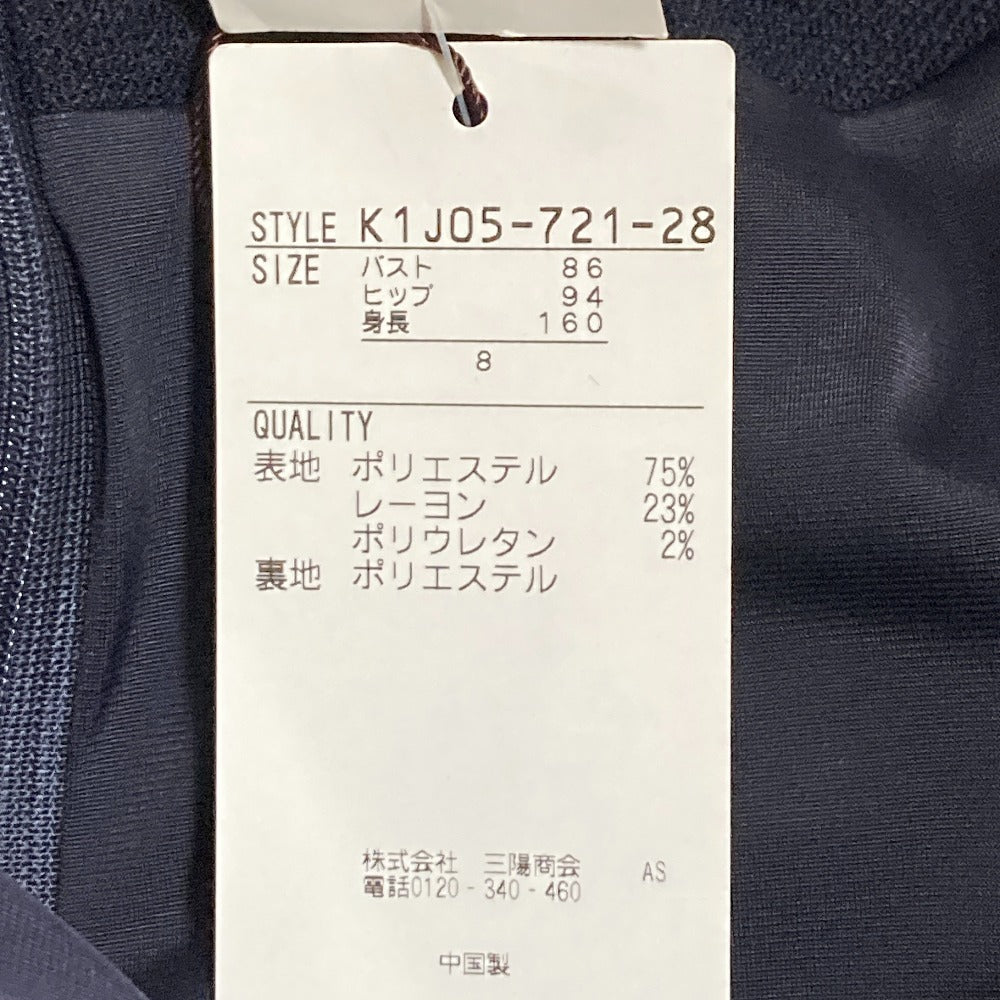 STYLE K1J05-721-28
SIZE バスト 86
ヒップ 94
身長 160
8
QUALITY
表地 ポリエステル 75%
レーヨン 23%
ポリウレタン 2%
裏地 ポリエステル
株式会社 三陽商会 AS
電話0120-340-460
中国製